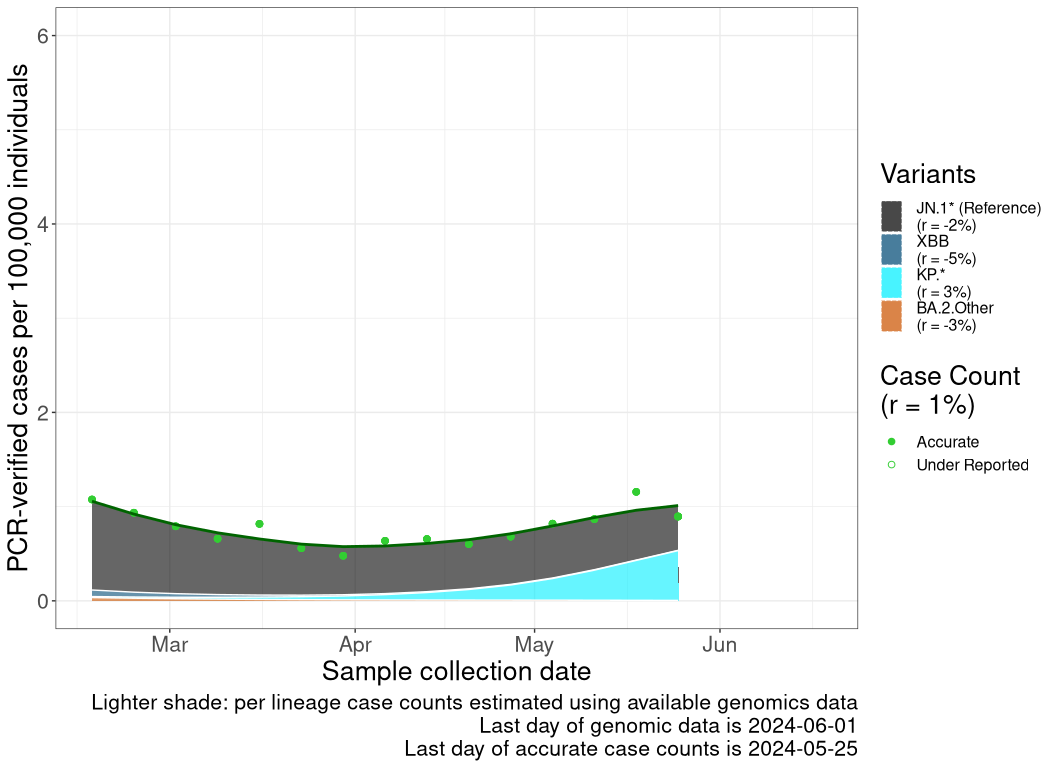 PCR-verified cases per 100,000 individuals
6
4
2
0
Mar Apr May Jun
Sample collection date
Lighter shade: per lineage case counts estimated using available genomics data
Last day of genomic data is 2024-06-01
Last day of accurate case counts is 2024-05-25
Variants
JN.1* (Reference)
(r = -2%)
XBB
(r = -5%)
KP.*
(r = 3%)
BA.2.Other
(r = -3%)
Case Count
(r = 1%)
Accurate
Under Reported